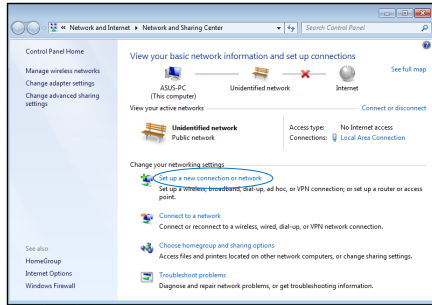 « Network and Internet ▸ Network and Sharing Center
Search Control Panel
Control Panel Home
Manage wireless networks
Change adapter settings
Change advanced sharing
settings
View your basic network information and set up connections
See full map
ASUS-PC
(This computer)
Unidentified network
Internet
View your active networks
Connect or disconnect
Unidentified network
Public network
Access type: No Internet access
Connections: Local Area Connection
Change your networking settings
Set up a new connection or network
Set up a wireless, broadband, dial-up, ad hoc, or VPN connection; or set up a router or access
point.
Connect to a network
Connect or reconnect to a wireless, wired, dial-up, or VPN network connection.
Choose homegroup and sharing options
Access files and printers located on other network computers, or change sharing settings.
Troubleshoot problems
Diagnose and repair network problems, or get troubleshooting information.
See also
HomeGroup
Internet Options
Windows Firewall